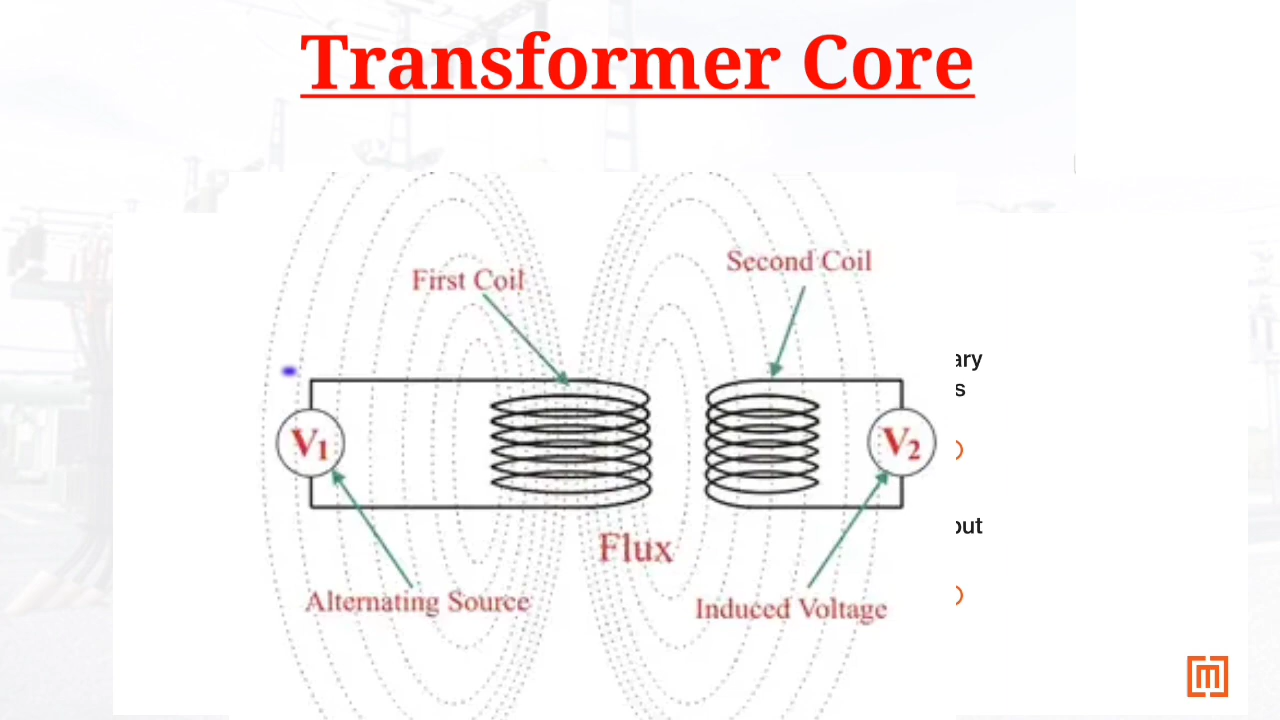 Transformer Core
Second Coil
First Coil
ary
s
V1
V2
out
Flux
Alternating Source
Induced Voltage